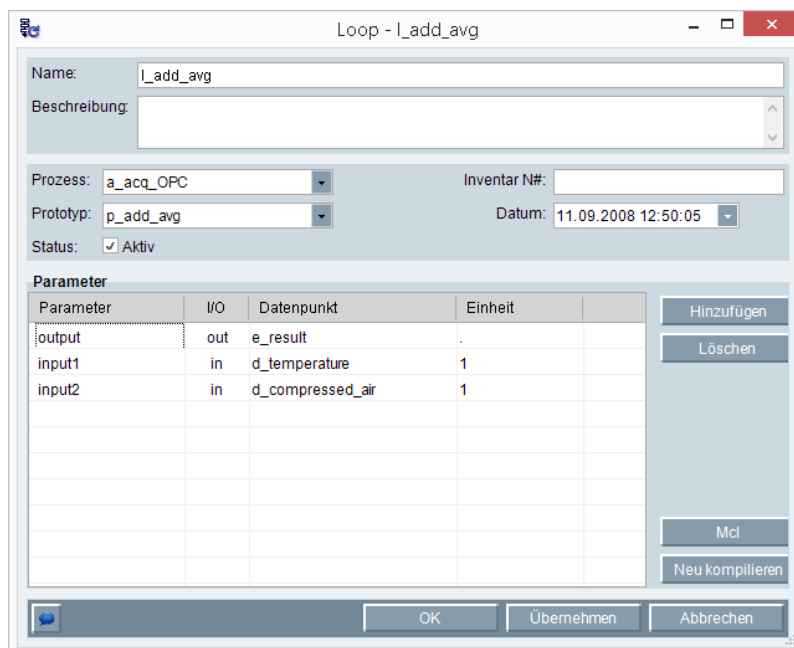 Loop - l_add_avg
Name: l_add_avg
Beschreibung:
Prozess: a_acq_OPC Inventar N#:
Prototyp: p_add_avg Datum: 11.09.2008 12:50:05
Status: Aktiv
Parameter
Parameter I/O Datenpunkt Einheit
output out e_result .
input1 in d_temperature 1
input2 in d_compressed_air 1
Hinzufügen
Löschen
Mcl
Neu kompilieren
OK Übernehmen Abbrechen